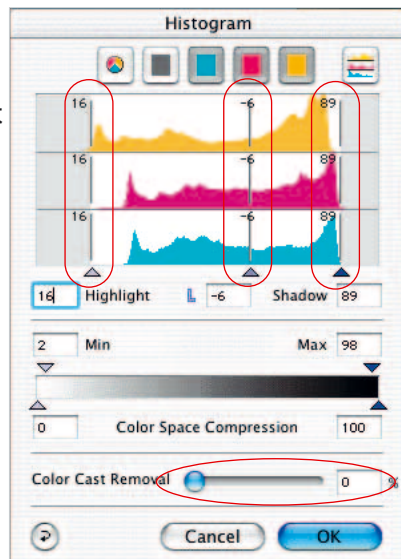 Histogram
16 -6 89
16 -6 89
16 -6 89
16 Highlight L -6 Shadow 89
2 Min Max 98
0 Color Space Compression 100
Color Cast Removal 0 %
Cancel OK